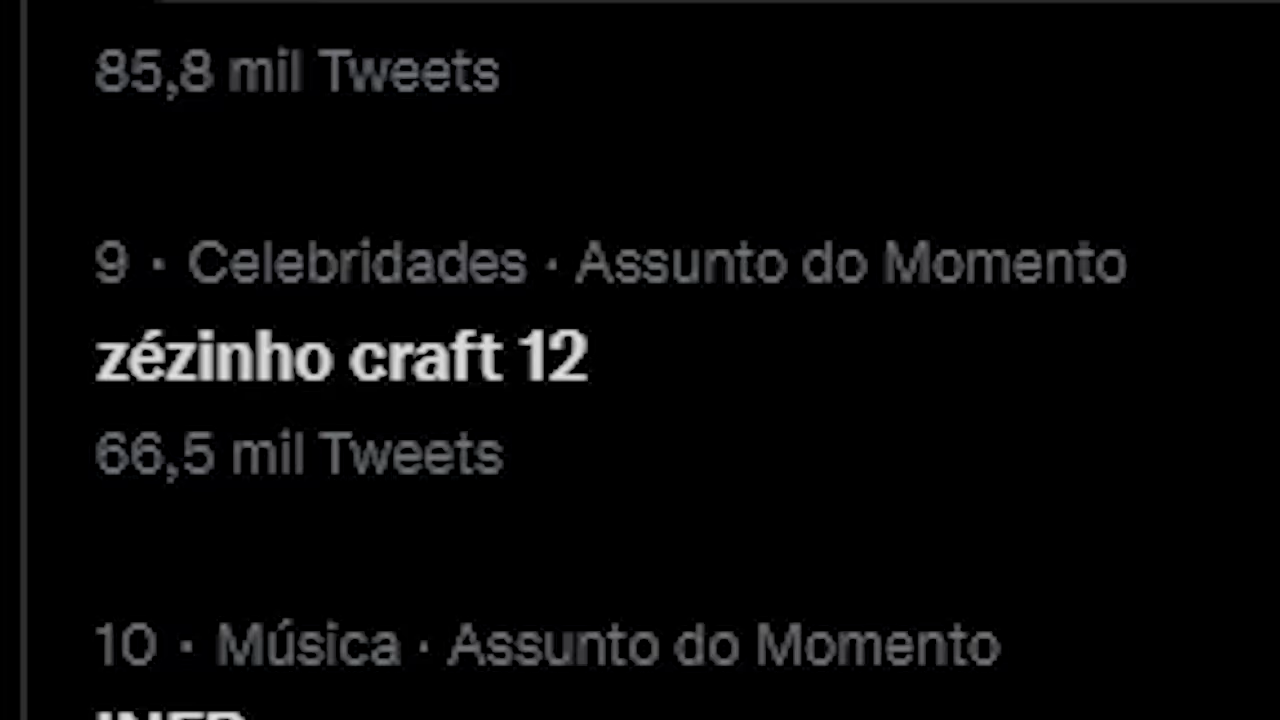 85,8 mil Tweets
9 · Celebridades · Assunto do Momento
zézinho craft 12
66,5 mil Tweets
10 · Música · Assunto do Momento